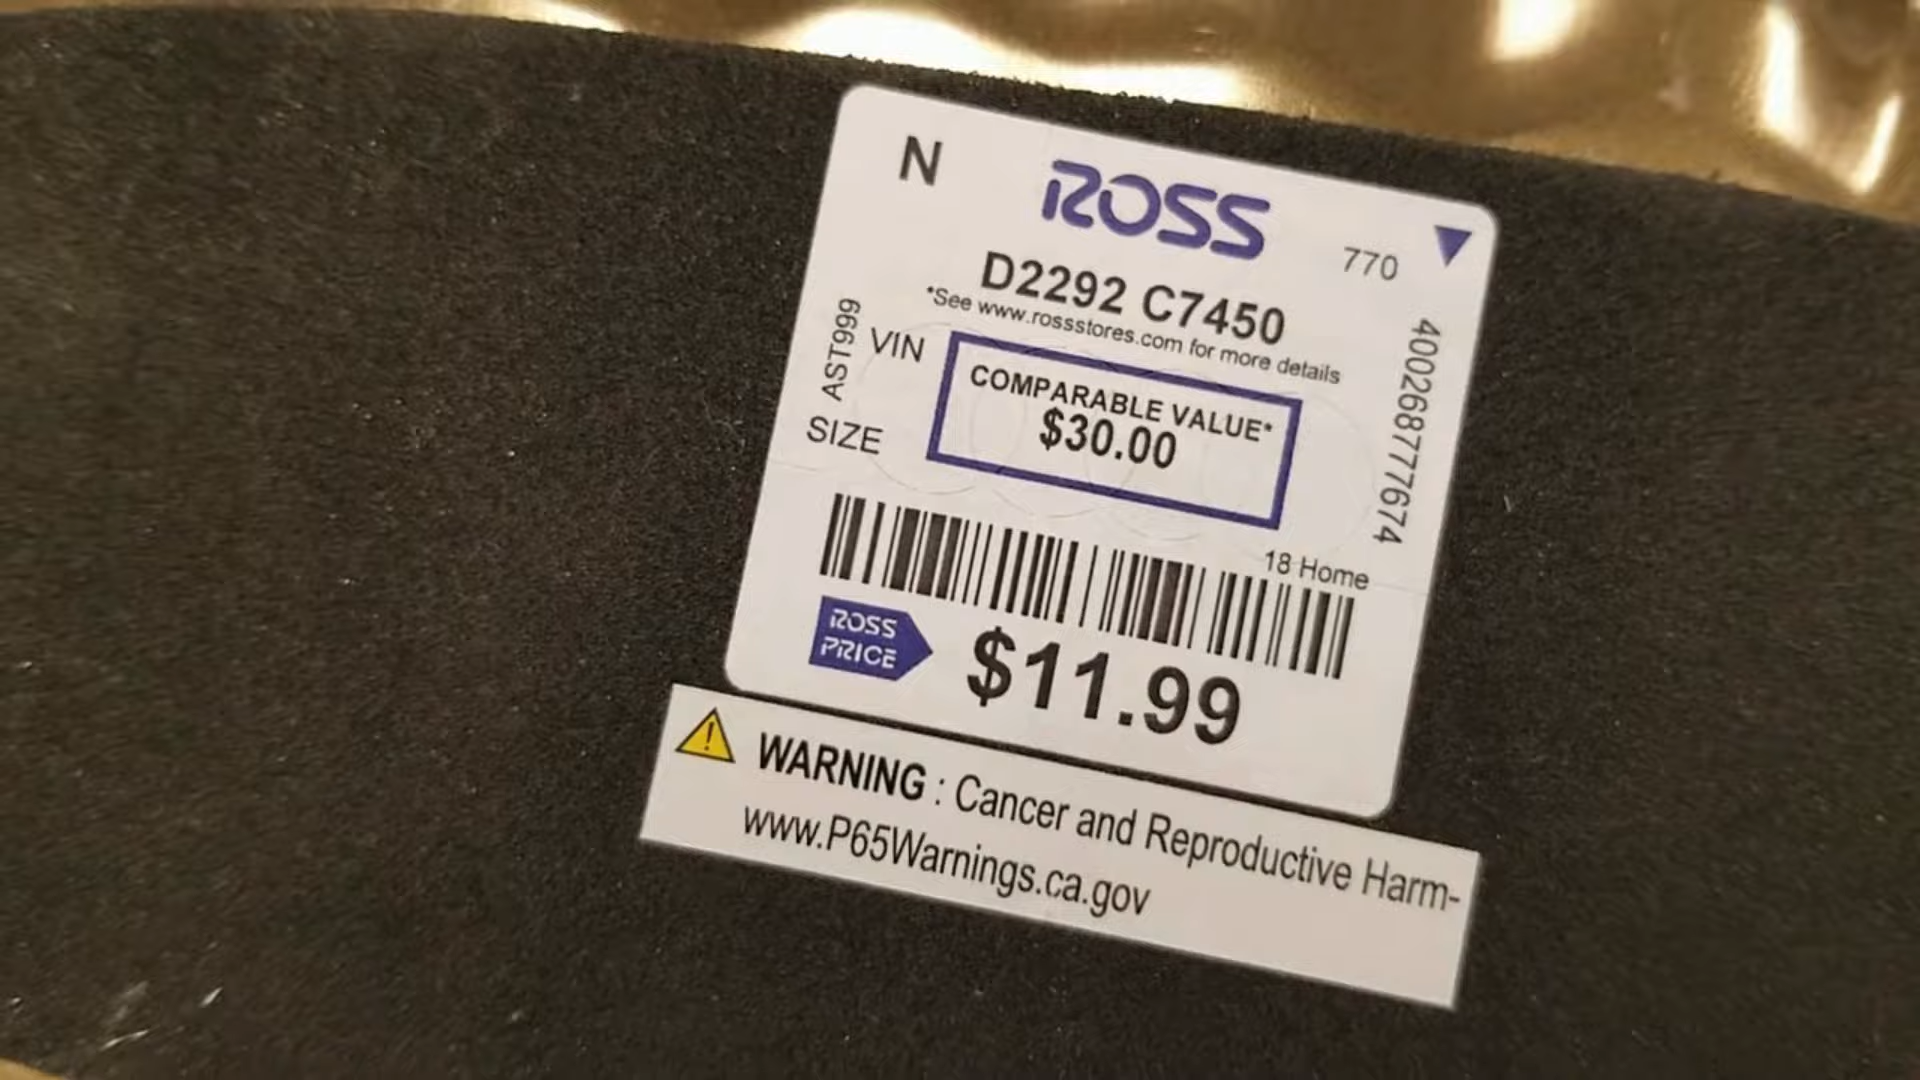 N
ROSS
770
D2292 C7450
*See www.rossstores.com for more details
AST999
VIN
SIZE
COMPARABLE VALUE*
$30.00
400268777674
18 Home
ROSS
PRICE
$11.99
WARNING : Cancer and Reproductive Harm-
www.P65Warnings.ca.gov